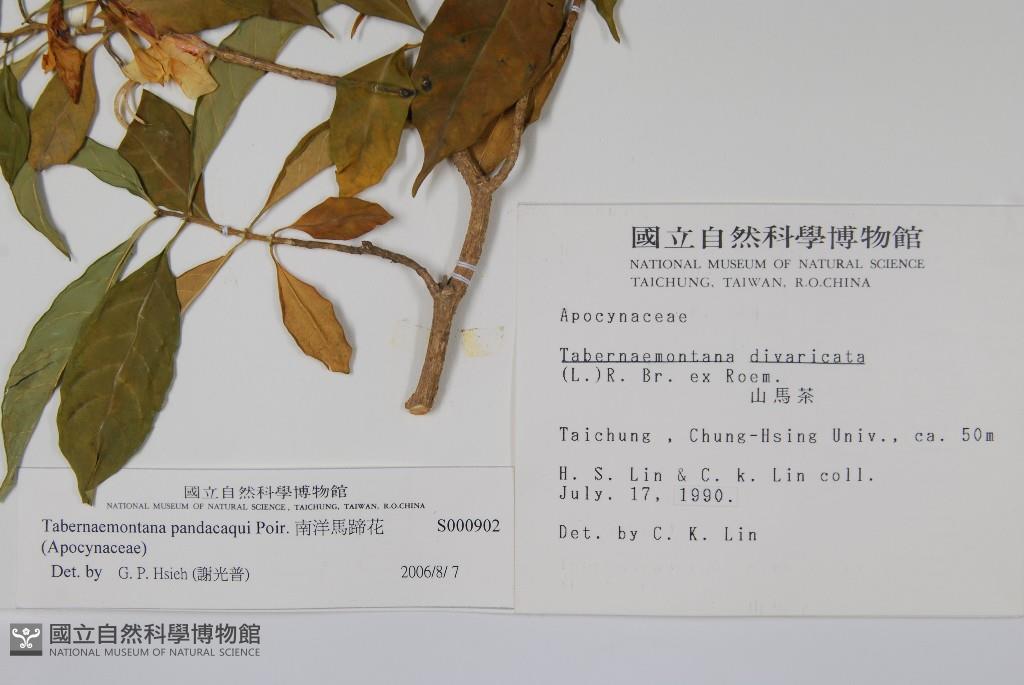 國立自然科學博物館
NATIONAL MUSEUM OF NATURAL SCIENCE
TAICHUNG, TAIWAN, R.O.CHINA
Apocynaceae
Tabernaemontana divaricata
(L.)R. Br. ex Roem.
山馬茶
Taichung , Chung-Hsing Univ., ca. 50m
H. S. Lin & C. k. Lin coll.
July. 17, 1990.
Det. by C. K. Lin
國立自然科學博物館
NATIONAL MUSEUM OF NATURAL SCIENCE, TAICHUNG, TAIWAN, R.O.CHINA
Tabernaemontana pandacaqui Poir. 南洋馬蹄花 S000902
(Apocynaceae)
Det. by G. P. Hsieh (謝光普) 2006/8/ 7
國立自然科學博物館
NATIONAL MUSEUM OF NATURAL SCIENCE